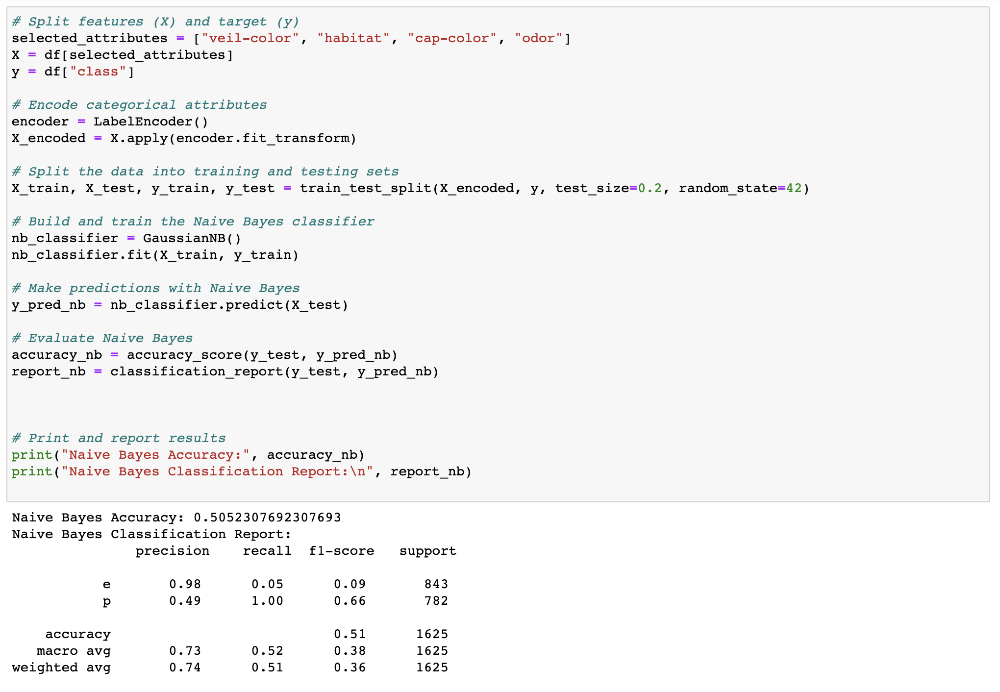 # Split features (X) and target (y)
selected_attributes = ["veil-color", "habitat", "cap-color", "odor"]
X = df[selected_attributes]
y = df["class"]
# Encode categorical attributes
encoder = LabelEncoder()
X_encoded = X.apply(encoder.fit_transform)
# Split the data into training and testing sets
X_train, X_test, y_train, y_test = train_test_split(X_encoded, y, test_size=0.2, random_state=42)
# Build and train the Naive Bayes classifier
nb_classifier = GaussianNB()
nb_classifier.fit(X_train, y_train)
# Make predictions with Naive Bayes
y_pred_nb = nb_classifier.predict(X_test)
# Evaluate Naive Bayes
accuracy_nb = accuracy_score(y_test, y_pred_nb)
report_nb = classification_report(y_test, y_pred_nb)
# Print and report results
print("Naive Bayes Accuracy:", accuracy_nb)
print("Naive Bayes Classification Report:\n", report_nb)
Naive Bayes Accuracy: 0.5052307692307693
Naive Bayes Classification Report:
precision recall f1-score support
e 0.98 0.05 0.09 843
p 0.49 1.00 0.66 782
accuracy 0.51 1625
macro avg 0.73 0.52 0.38 1625
weighted avg 0.74 0.51 0.36 1625